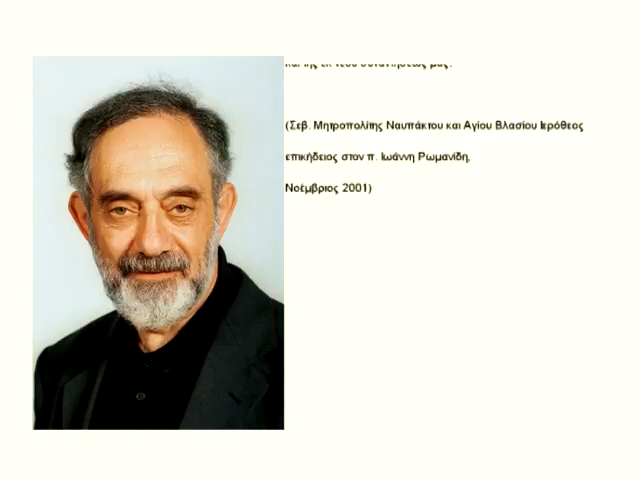 (Σεβ. Μητροπολίτης Ναυπάκτου και Αγίου Βλασίου Ιερόθεος
επικήδειος στον π. Ιωάννη Ρωμανίδη,
Νοέμβριος 2001)